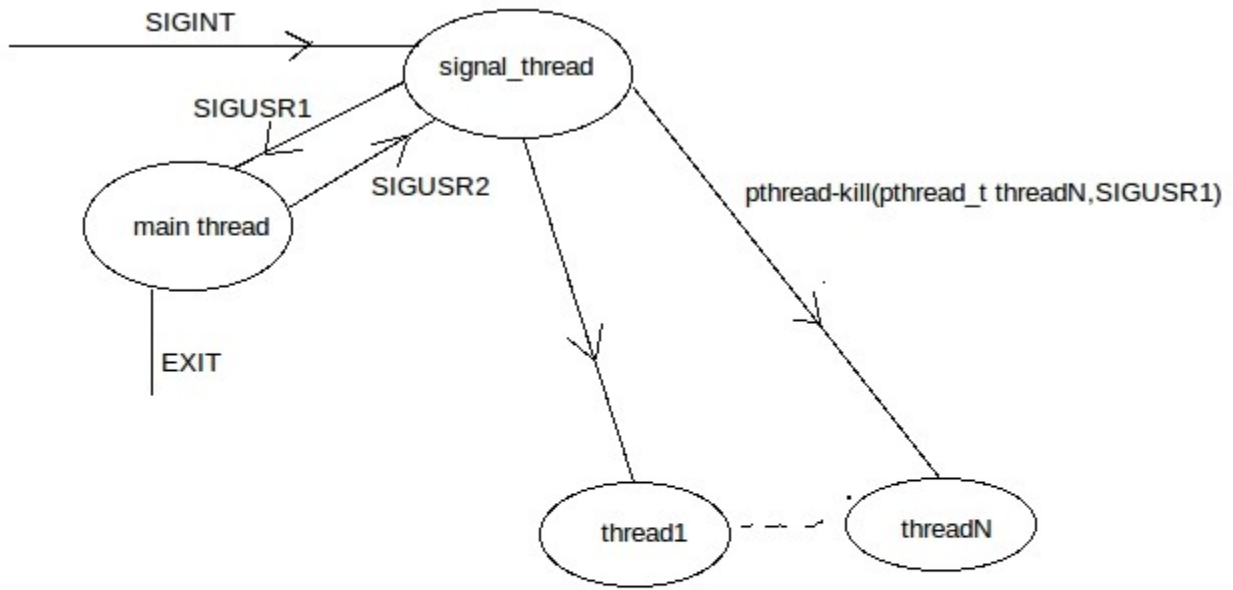 SIGINT
signal_thread
SIGUSR1
SIGUSR2
pthread-kill(pthread_t threadN,SIGUSR1)
main thread
EXIT
thread1
threadN